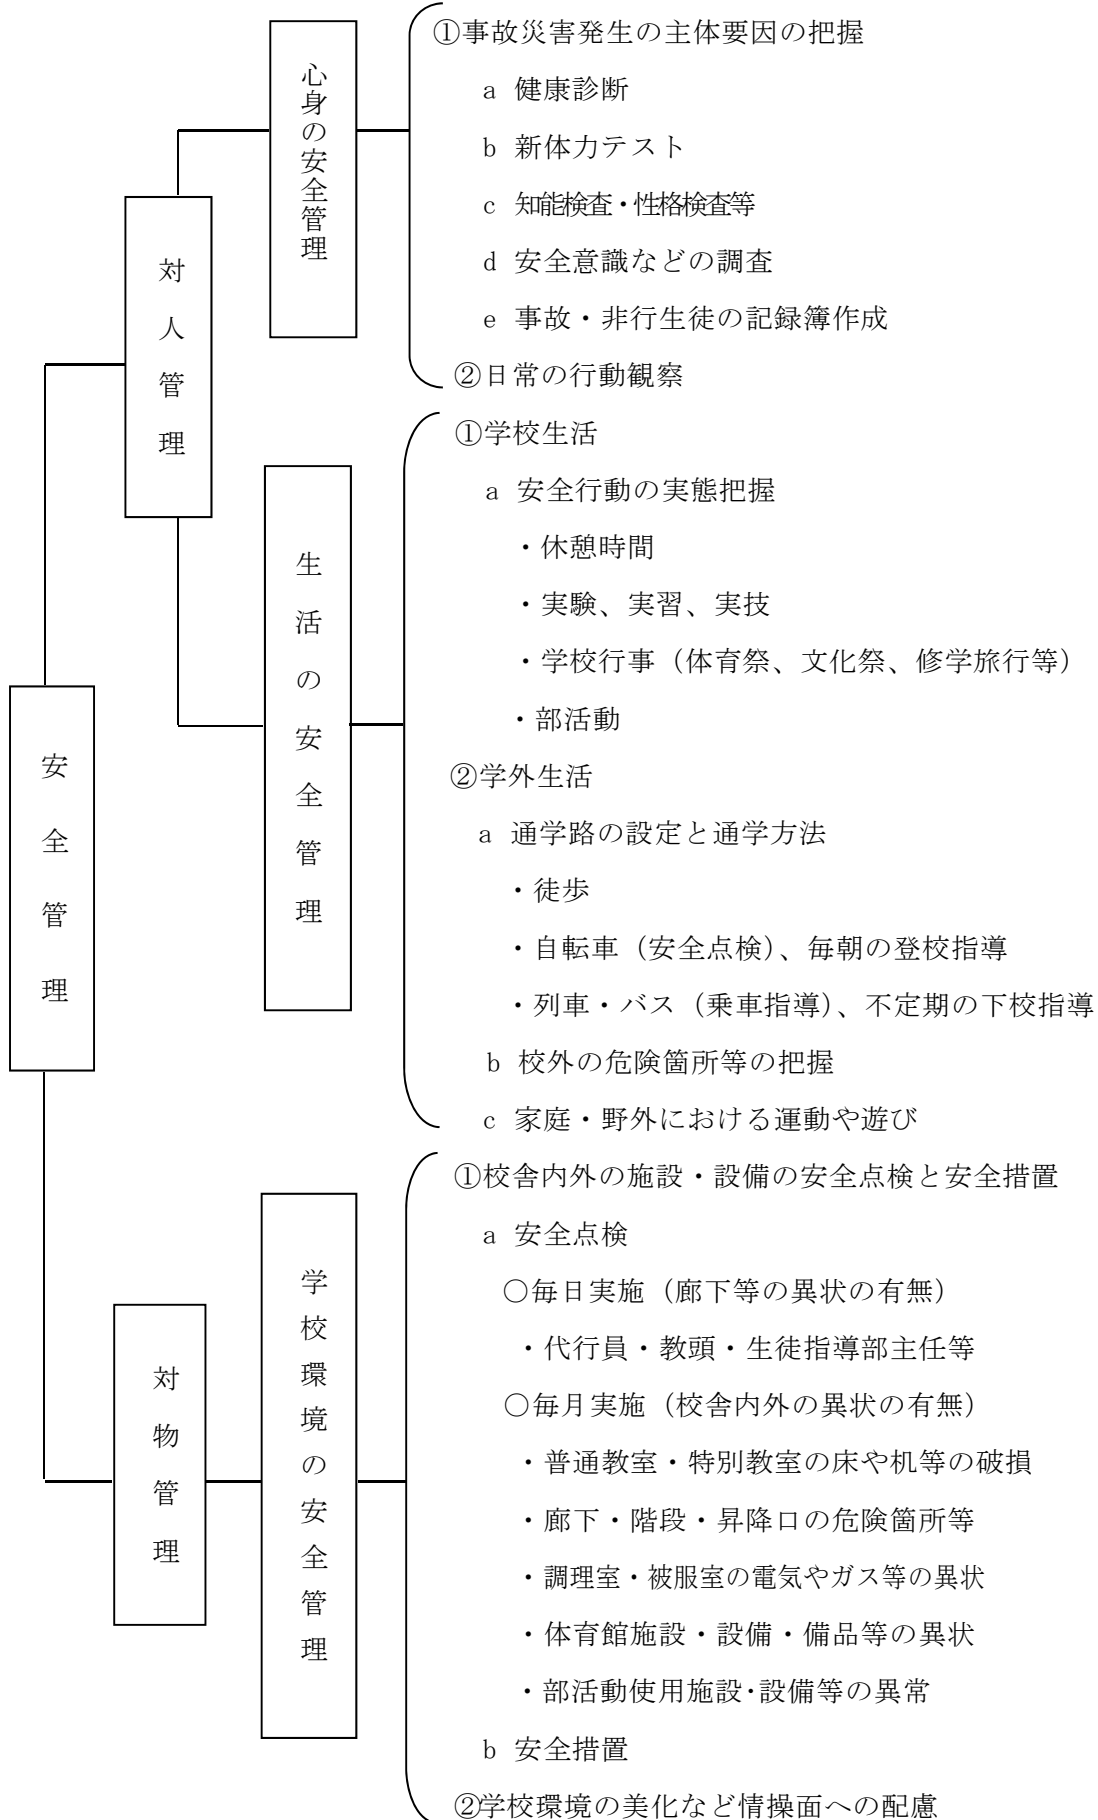 安全管理
対人管理
心身の安全管理
①事故災害発生の主体要因の把握
a 健康診断
b 新体力テスト
c 知能検査・性格検査等
d 安全意識などの調査
e 事故・非行生徒の記録簿作成
②日常の行動観察
生活の安全管理
①学校生活
a 安全行動の実態把握
・休憩時間
・実験、実習、実技
・学校行事（体育祭、文化祭、修学旅行等）
・部活動
②学外生活
a 通学路の設定と通学方法
・徒歩
・自転車（安全点検）、毎朝の登校指導
・列車・バス（乗車指導）、不定期の下校指導
b 校外の危険箇所等の把握
c 家庭・野外における運動や遊び
対物管理
学校環境の安全管理
①校舎内外の施設・設備の安全点検と安全措置
a 安全点検
○毎日実施（廊下等の異状の有無）
・代行員・教頭・生徒指導部主任等
○毎月実施（校舎内外の異状の有無）
・普通教室・特別教室の床や机等の破損
・廊下・階段・昇降口の危険箇所等
・調理室・被服室の電気やガス等の異状
・体育館施設・設備・備品等の異状
・部活動使用施設・設備等の異常
b 安全措置
②学校環境の美化など情操面への配慮